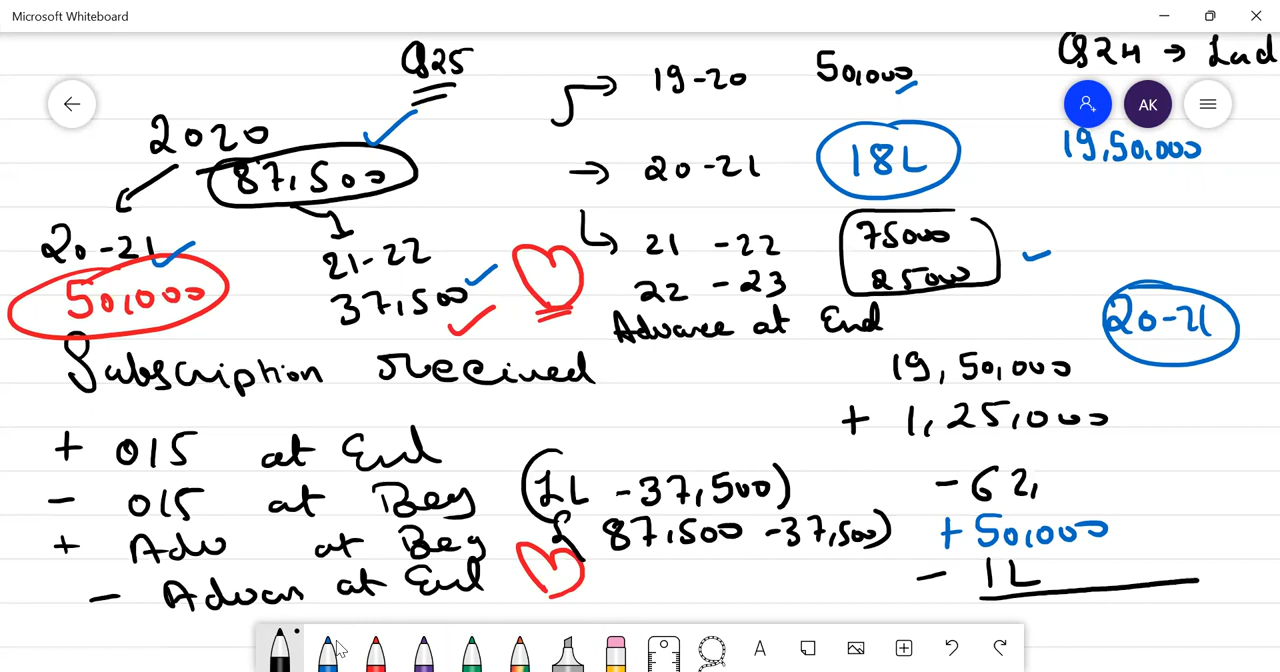 Microsoft Whiteboard
Q25
Q24 → Lad
AK
2020
87,500
20-21
50,000
21-22
37,500
→ 19-20 50,000
→ 20-21 18L
19,50,000
→ 21-22 75000
22-23 25000
Advance at End
20-21
Subscription received
19,50,000
+ O/S at End
+ 1,25,000
- O/S at Beg (1L - 37,500)
- 62,
+ Adv at Beg 87,500 - 37,500)
+ 50,000
- Advan at End
- 1L
A